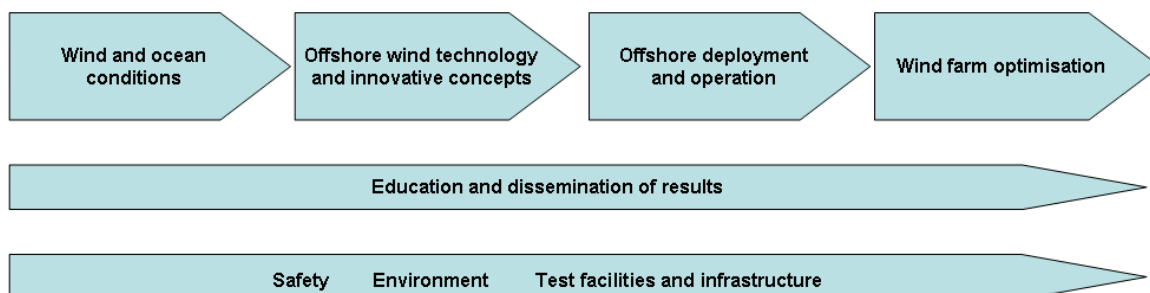 Wind and ocean
conditions
Offshore wind technology
and innovative concepts
Offshore deployment
and operation
Wind farm optimisation
Education and dissemination of results
Safety Environment Test facilities and infrastructure